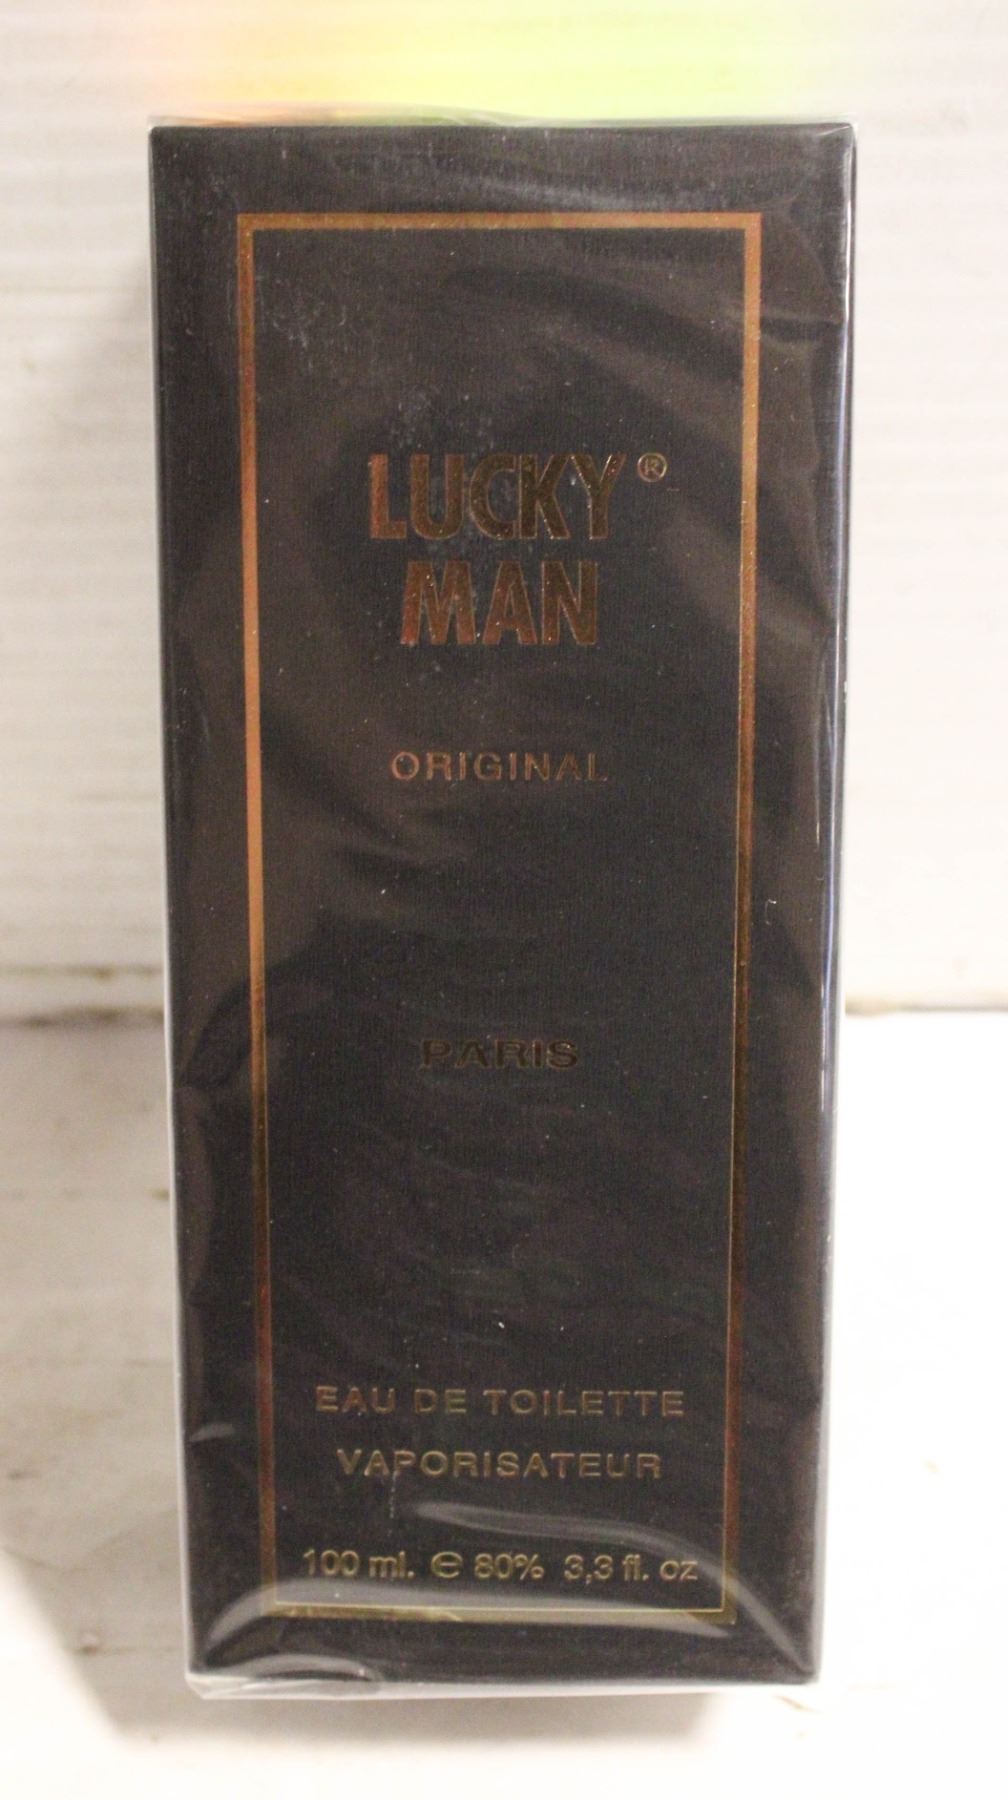 LUCKY®
MAN
ORIGINAL
PARIS
EAU DE TOILETTE
VAPORISATEUR
100 ml. ℮ 80% 3,3 fl. oz